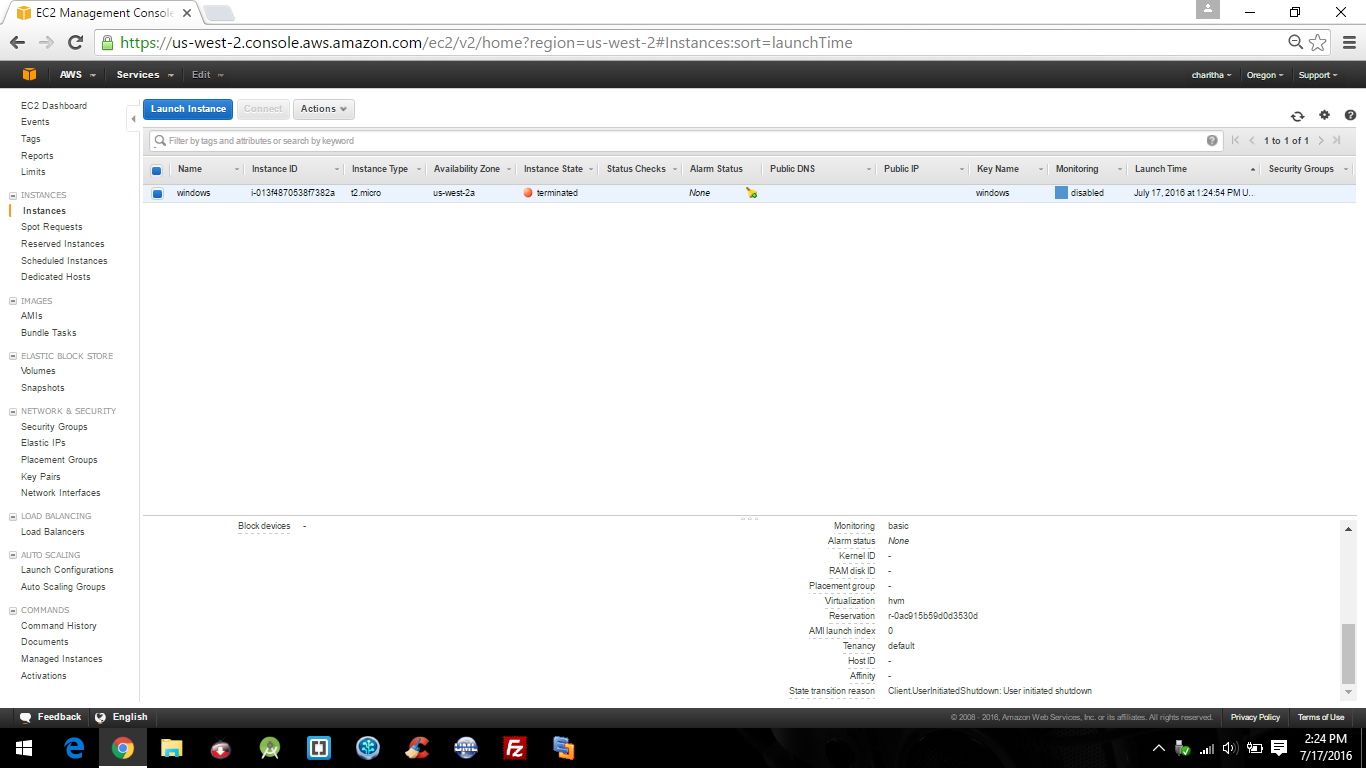 EC2 Management Console
https://us-west-2.console.aws.amazon.com/ec2/v2/home?region=us-west-2#Instances:sort=launchTime
AWS Services Edit charitha Oregon Support
EC2 Dashboard
Events
Tags
Reports
Limits
INSTANCES
Instances
Spot Requests
Reserved Instances
Scheduled Instances
Dedicated Hosts
IMAGES
AMIs
Bundle Tasks
ELASTIC BLOCK STORE
Volumes
Snapshots
NETWORK & SECURITY
Security Groups
Elastic IPs
Placement Groups
Key Pairs
Network Interfaces
LOAD BALANCING
Load Balancers
AUTO SCALING
Launch Configurations
Auto Scaling Groups
COMMANDS
Command History
Documents
Managed Instances
Activations
Launch Instance Connect Actions
Filter by tags and attributes or search by keyword
1 to 1 of 1
Name Instance ID Instance Type Availability Zone Instance State Status Checks Alarm Status Public DNS Public IP Key Name Monitoring Launch Time Security Groups
windows i-013f4870538f7382a t2.micro us-west-2a terminated None windows disabled July 17, 2016 at 1:24:54 PM U...
Block devices -
Monitoring basic
Alarm status None
Kernel ID -
RAM disk ID -
Placement group -
Virtualization hvm
Reservation r-0ac915b59d0d3530d
AMI launch index 0
Tenancy default
Host ID -
Affinity -
State transition reason Client.UserInitiatedShutdown: User initiated shutdown
Feedback English © 2008 - 2016, Amazon Web Services, Inc. or its affiliates. All rights reserved. Privacy Policy Terms of Use
2:24 PM
7/17/2016